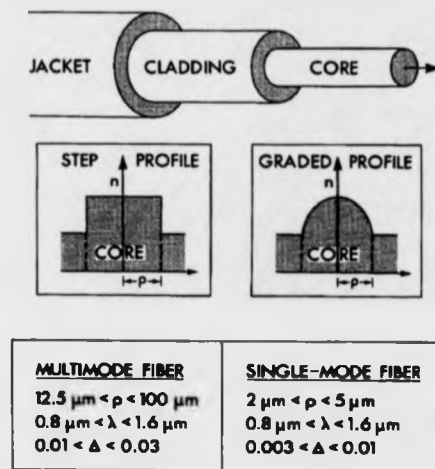 JACKET CLADDING CORE
STEP PROFILE
n
CORE
ρ
GRADED PROFILE
n
CORE
ρ
MULTIMODE FIBER
12.5 μm < ρ < 100 μm
0.8 μm < λ < 1.6 μm
0.01 < Δ < 0.03
SINGLE-MODE FIBER
2 μm < ρ < 5 μm
0.8 μm < λ < 1.6 μm
0.003 < Δ < 0.01